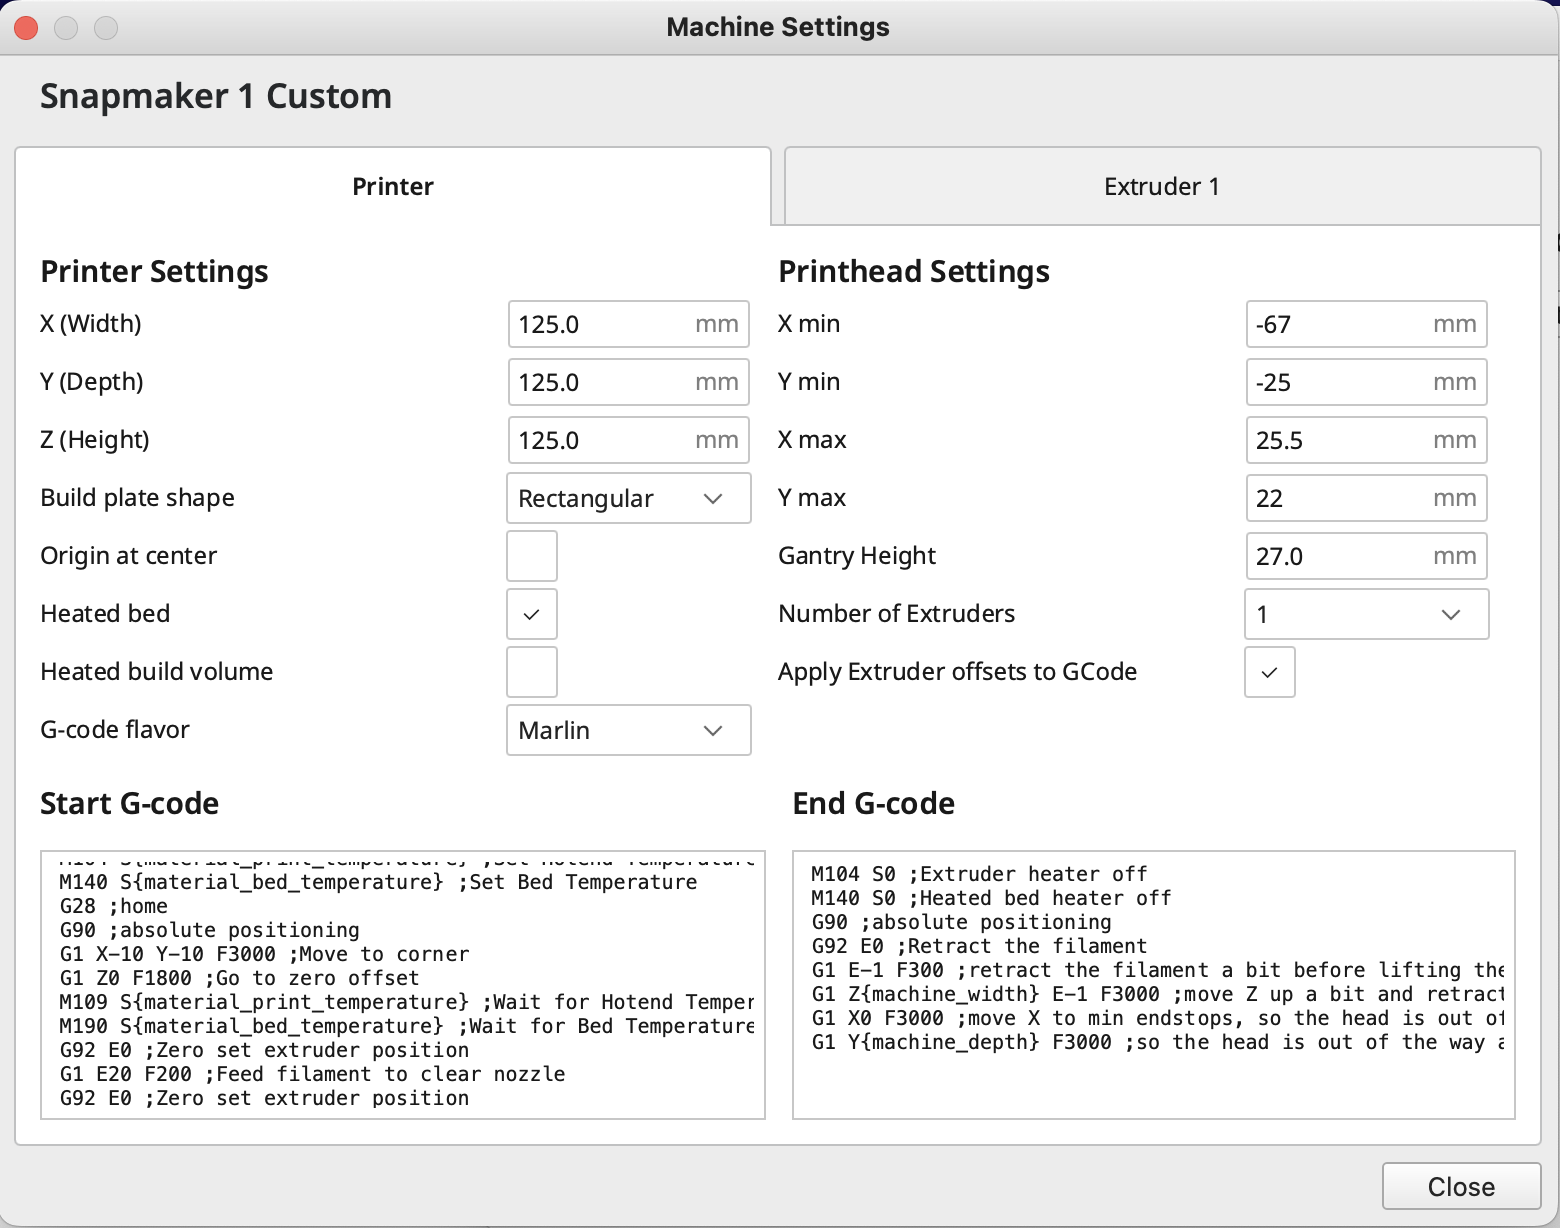 Machine Settings
Snapmaker 1 Custom
Printer
Extruder 1
Printer Settings
X (Width) 125.0 mm
Y (Depth) 125.0 mm
Z (Height) 125.0 mm
Build plate shape Rectangular
Origin at center
Heated bed
Heated build volume
G-code flavor Marlin
Printhead Settings
X min -67 mm
Y min -25 mm
X max 25.5 mm
Y max 22 mm
Gantry Height 27.0 mm
Number of Extruders 1
Apply Extruder offsets to GCode
Start G-code
M104 S{material_print_temperature} ;Set Hotend Temperature
M140 S{material_bed_temperature} ;Set Bed Temperature
G28 ;home
G90 ;absolute positioning
G1 X-10 Y-10 F3000 ;Move to corner
G1 Z0 F1800 ;Go to zero offset
M109 S{material_print_temperature} ;Wait for Hotend Temper
M190 S{material_bed_temperature} ;Wait for Bed Temperature
G92 E0 ;Zero set extruder position
G1 E20 F200 ;Feed filament to clear nozzle
G92 E0 ;Zero set extruder position
End G-code
M104 S0 ;Extruder heater off
M140 S0 ;Heated bed heater off
G90 ;absolute positioning
G92 E0 ;Retract the filament
G1 E-1 F300 ;retract the filament a bit before lifting the
G1 Z{machine_width} E-1 F3000 ;move Z up a bit and retract
G1 X0 F3000 ;move X to min endstops, so the head is out of
G1 Y{machine_depth} F3000 ;so the head is out of the way a
Close